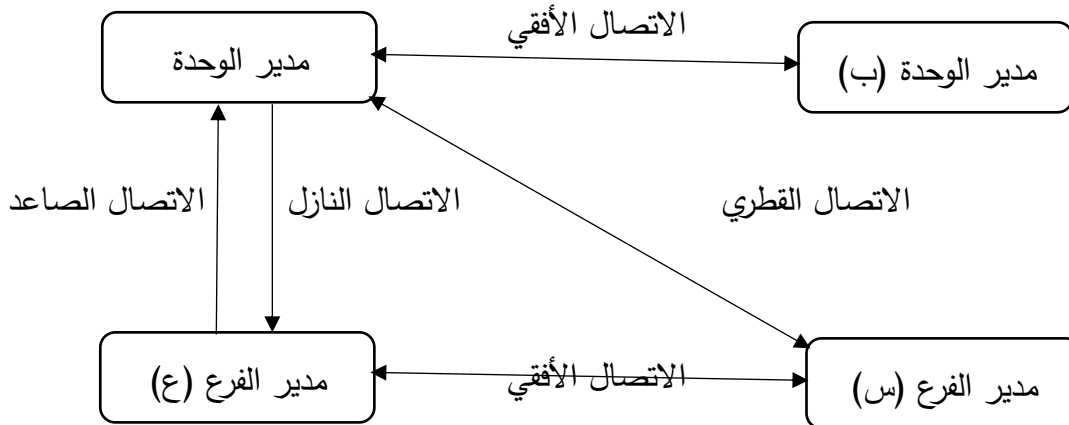 الاتصال الأفقي
مدير الوحدة (ب)
مدير الوحدة
الاتصال القطري
الاتصال النازل
الاتصال الصاعد
مدير الفرع (س)
الاتصال الأفقي
مدير الفرع (ع)